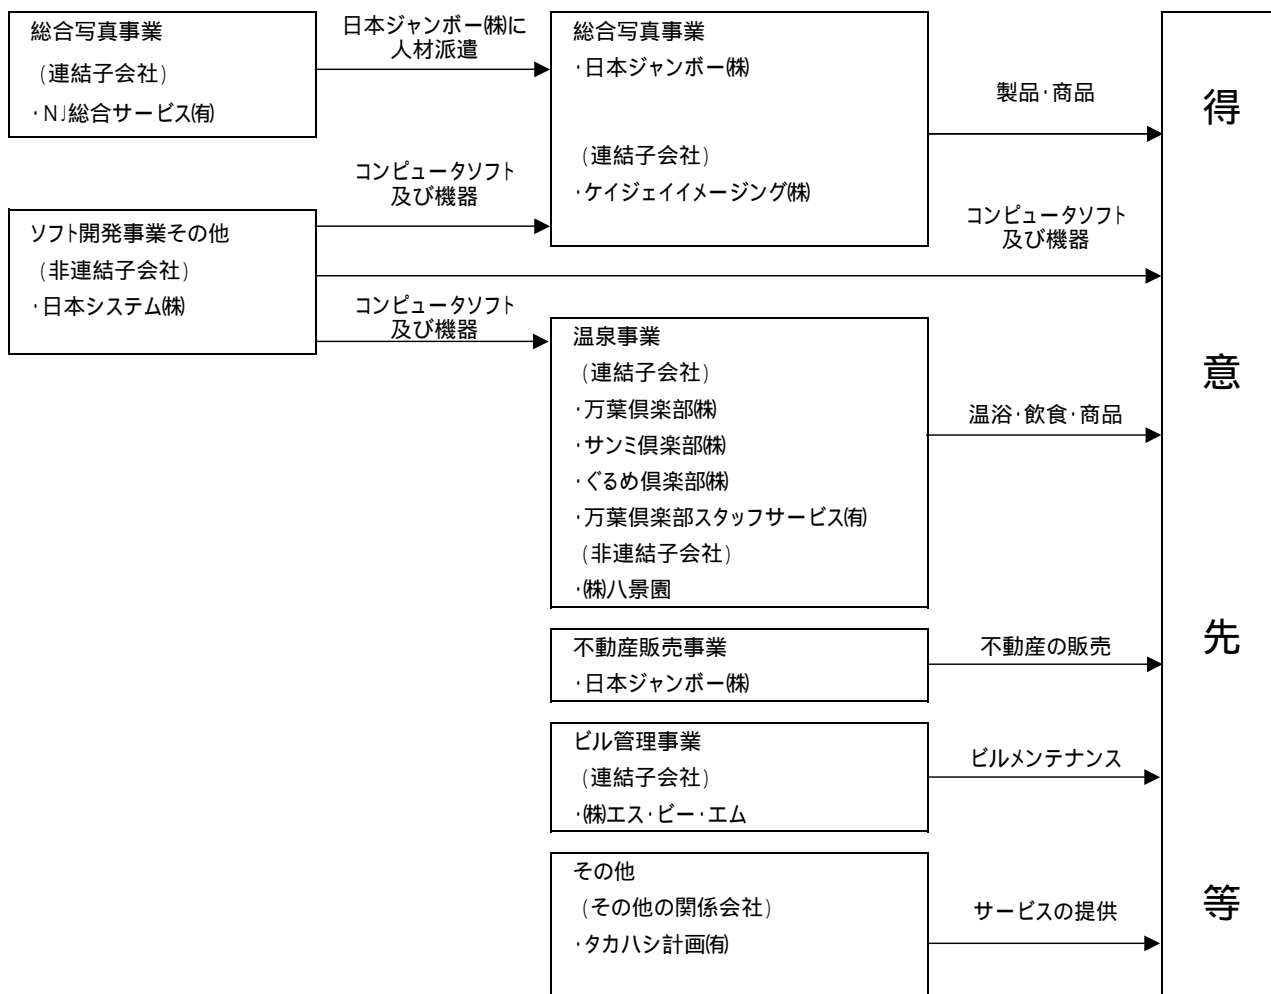 総合写真事業
(連結子会社)
・NJ総合サービス㈲
日本ジャンボー㈱に
人材派遣
総合写真事業
・日本ジャンボー㈱
(連結子会社)
・ケイジェイイメージング㈱
製品・商品
コンピュータソフト
及び機器
ソフト開発事業その他
(非連結子会社)
・日本システム㈱
コンピュータソフト
及び機器
コンピュータソフト
及び機器
温泉事業
(連結子会社)
・万葉倶楽部㈱
・サンミ倶楽部㈱
・ぐるめ倶楽部㈱
・万葉倶楽部スタッフサービス㈲
(非連結子会社)
・㈱八景園
温浴・飲食・商品
不動産販売事業
・日本ジャンボー㈱
不動産の販売
ビル管理事業
(連結子会社)
・㈱エス・ビー・エム
ビルメンテナンス
その他
(その他の関係会社)
・タカハシ計画㈲
サービスの提供
得
意
先
等